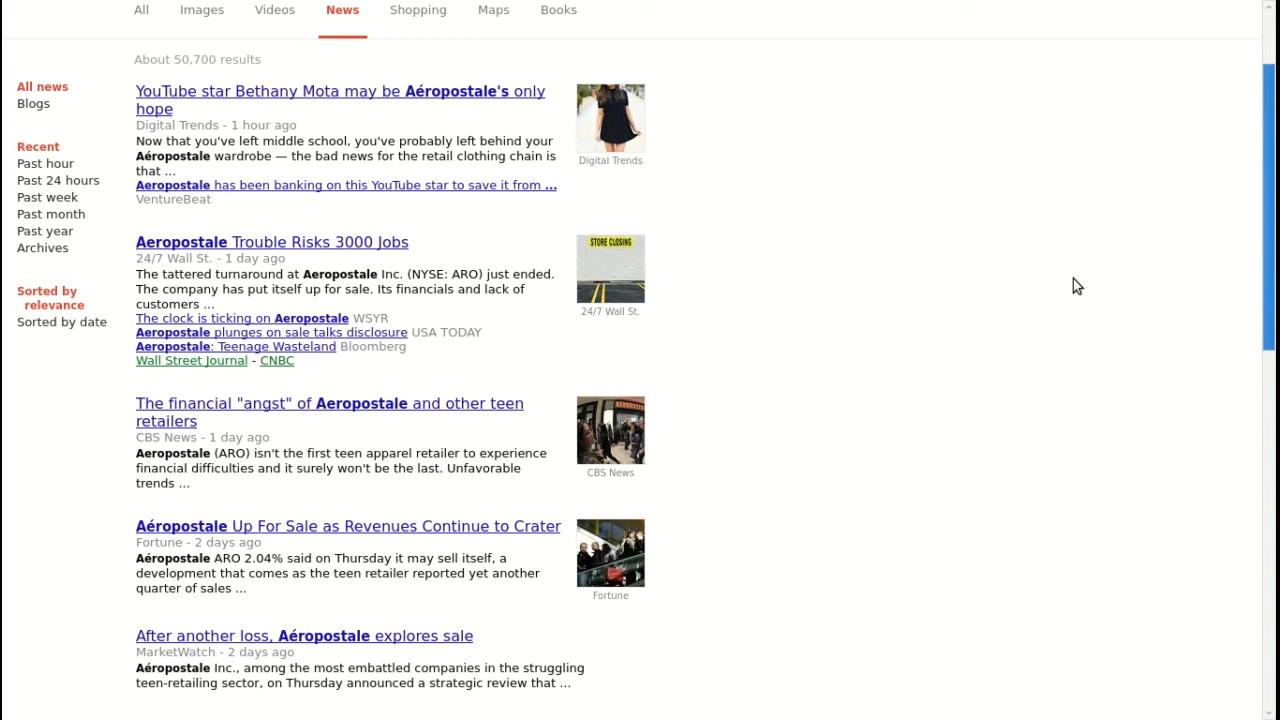 All Images Videos News Shopping Maps Books
About 50,700 results
All news
Blogs
Recent
Past hour
Past 24 hours
Past week
Past month
Past year
Archives
Sorted by
relevance
Sorted by date
YouTube star Bethany Mota may be Aéropostale's only
hope
Digital Trends - 1 hour ago
Now that you've left middle school, you've probably left behind your
Aéropostale wardrobe — the bad news for the retail clothing chain is
that ...
Aeropostale has been banking on this YouTube star to save it from ...
VentureBeat
Digital Trends
Aeropostale Trouble Risks 3000 Jobs
24/7 Wall St. - 1 day ago
The tattered turnaround at Aeropostale Inc. (NYSE: ARO) just ended.
The company has put itself up for sale. Its financials and lack of
customers ...
The clock is ticking on Aeropostale WSYR
Aeropostale plunges on sale talks disclosure USA TODAY
Aeropostale: Teenage Wasteland Bloomberg
Wall Street Journal - CNBC
STORE CLOSING
24/7 Wall St.
The financial "angst" of Aeropostale and other teen
retailers
CBS News - 1 day ago
Aeropostale (ARO) isn't the first teen apparel retailer to experience
financial difficulties and it surely won't be the last. Unfavorable
trends ...
CBS News
Aéropostale Up For Sale as Revenues Continue to Crater
Fortune - 2 days ago
Aéropostale ARO 2.04% said on Thursday it may sell itself, a
development that comes as the teen retailer reported yet another
quarter of sales ...
Fortune
After another loss, Aéropostale explores sale
MarketWatch - 2 days ago
Aéropostale Inc., among the most embattled companies in the struggling
teen-retailing sector, on Thursday announced a strategic review that ...